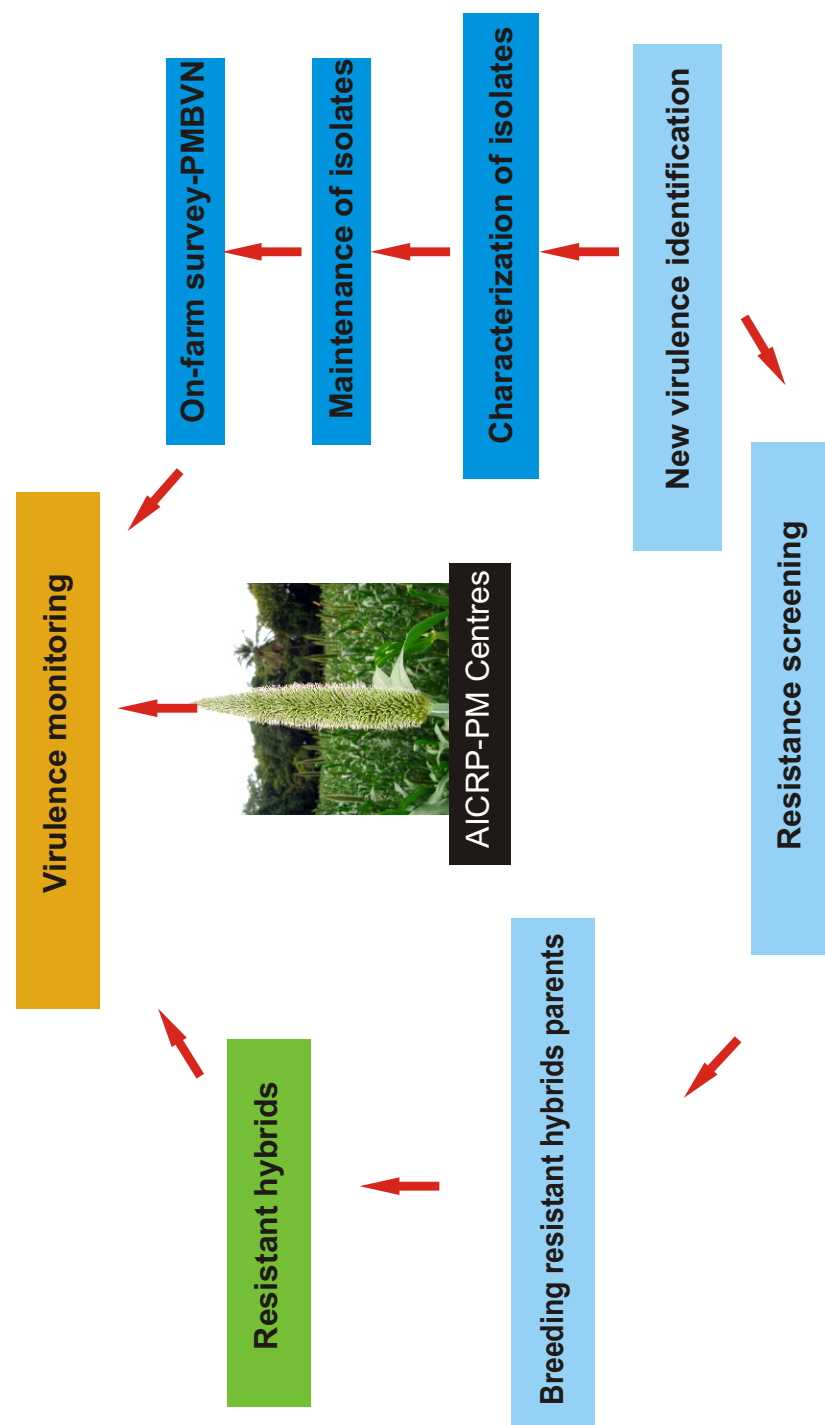 Virulence monitoring
On-farm survey-PMBVN
Maintenance of isolates
Characterization of isolates
New virulence identification
Resistance screening
Breeding resistant hybrids parents
Resistant hybrids
AICRP-PM Centres